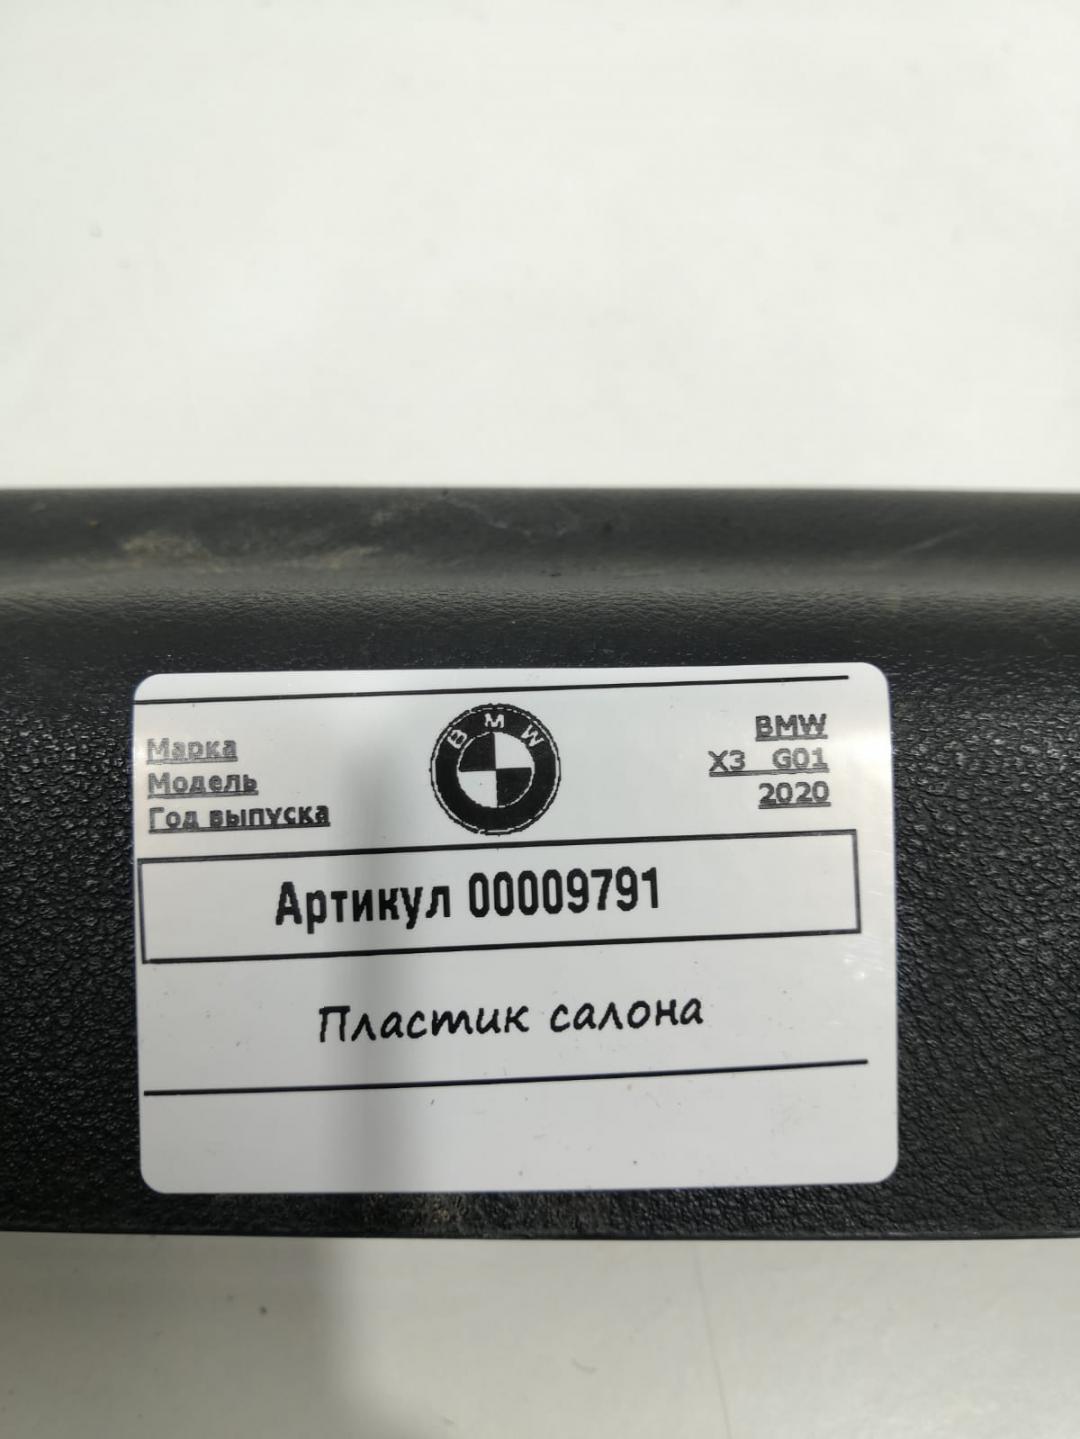 Марка BMW BMW
Модель X3 G01
Год выпуска 2020
Артикул 00009791
Пластик салона